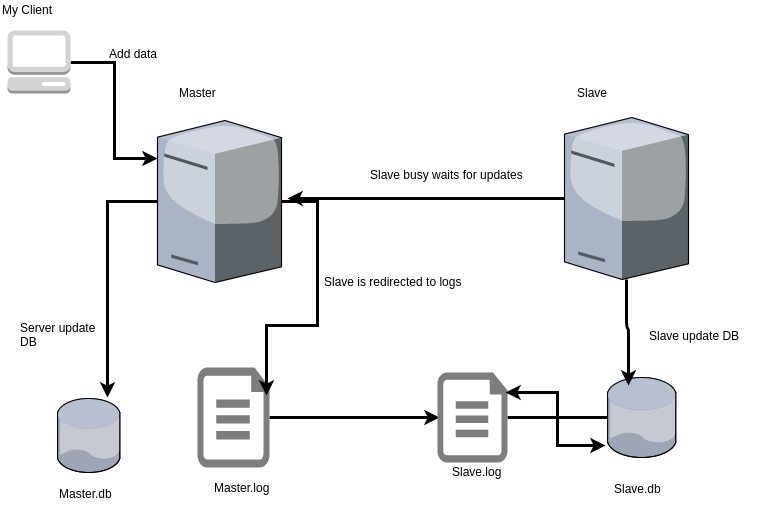 My Client
Add data
Master
Slave
Slave busy waits for updates
Slave is redirected to logs
Server update
DB
Slave update DB
Master.db
Master.log
Slave.log
Slave.db